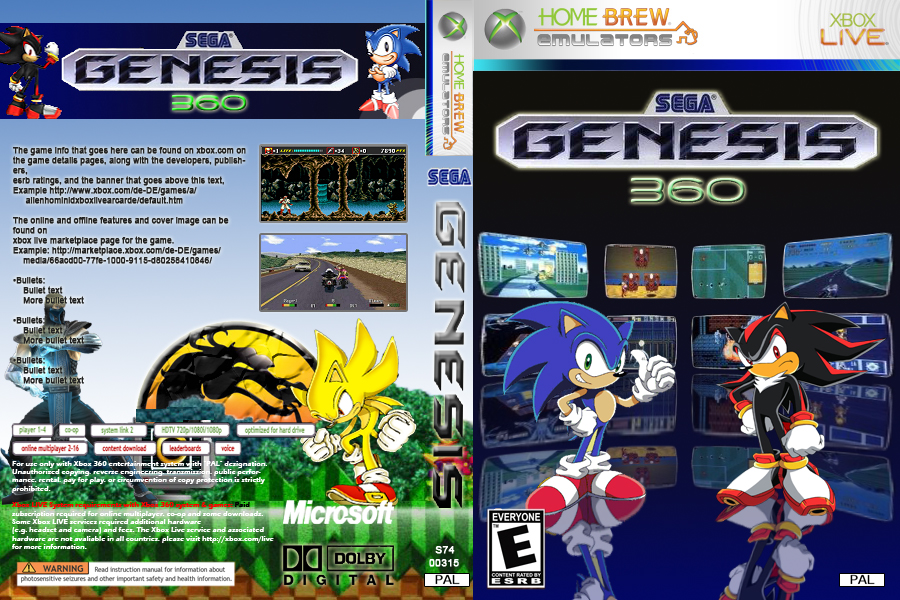 SEGA®
GENESIS
360
The game info that goes here can be found on xbox.com on
the game details pages, along with the developers, publish-
ers,
esrb ratings, and the banner that goes above this text,
Example http://www.xbox.com/de-DE/games/a/
alienhominidxboxlivearcarde/default.htm
The online and offline features and cover image can be
found on
xbox live marketplace page for the game.
Example: http://marketplace.xbox.com/de-DE/games/
•Bullets:
Bullet text
More bullet text
•Bullets:
Bullet text
More bullet text
•Bullets:
Bullet text
More bullet text
player 1-4
co-op
system link 2
HDTV 720p/1080i/1080p
optimized for hard drive
online multiplayer 2-16
content download
leaderboards
voice
For use only with Xbox 360 entertainment system with "PAL" designation.
Unauthorized copying, reverse engineering, transmission, public perfor-
mance, rental, pay for play, or circumvention of copy protection is strictly
prohibited.
Paid
subscription required for online multiplayer, co-op and some downloads.
Some Xbox LIVE services required additional hardware
(e.g. headset and camera) and fees. The Xbox Live service and associated
hardware are not available in all countries. please visit http://xbox.com/live
for more information.
WARNING Read instruction manual for information about
photosensitive seizures and other important safety and health information.
Microsoft
DOLBY
DIGITAL
HOME BREW
EMULATORS
SEGA
GENESIS
S74
00315
PAL
HOME BREW
EMULATORS
XBOX
LIVE
SEGA®
GENESIS
360
EVERYONE
E
CONTENT RATED BY
ESRB
PAL